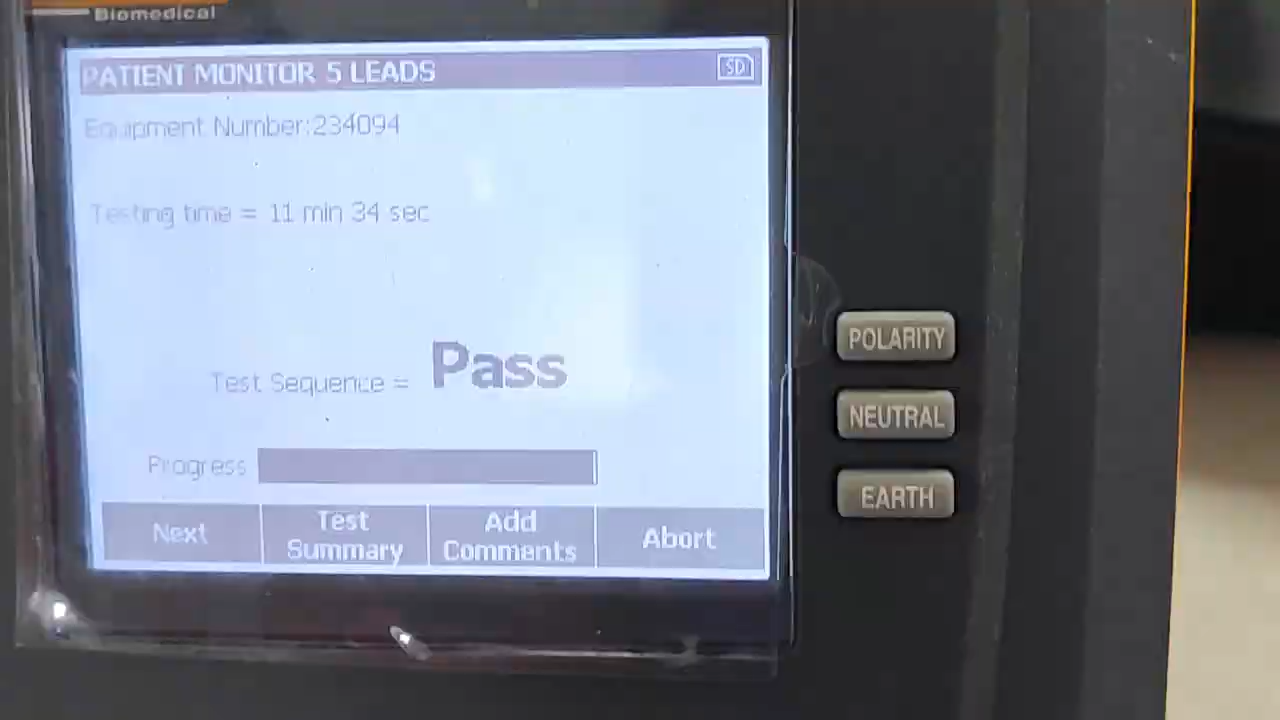 Biomedical
PATIENT MONITOR 5 LEADS
SD
Equipment Number:234094
Testing time = 11 min 34 sec
Test Sequence = Pass
Progress
Next
Test
Summary
Add
Comments
Abort
POLARITY
NEUTRAL
EARTH